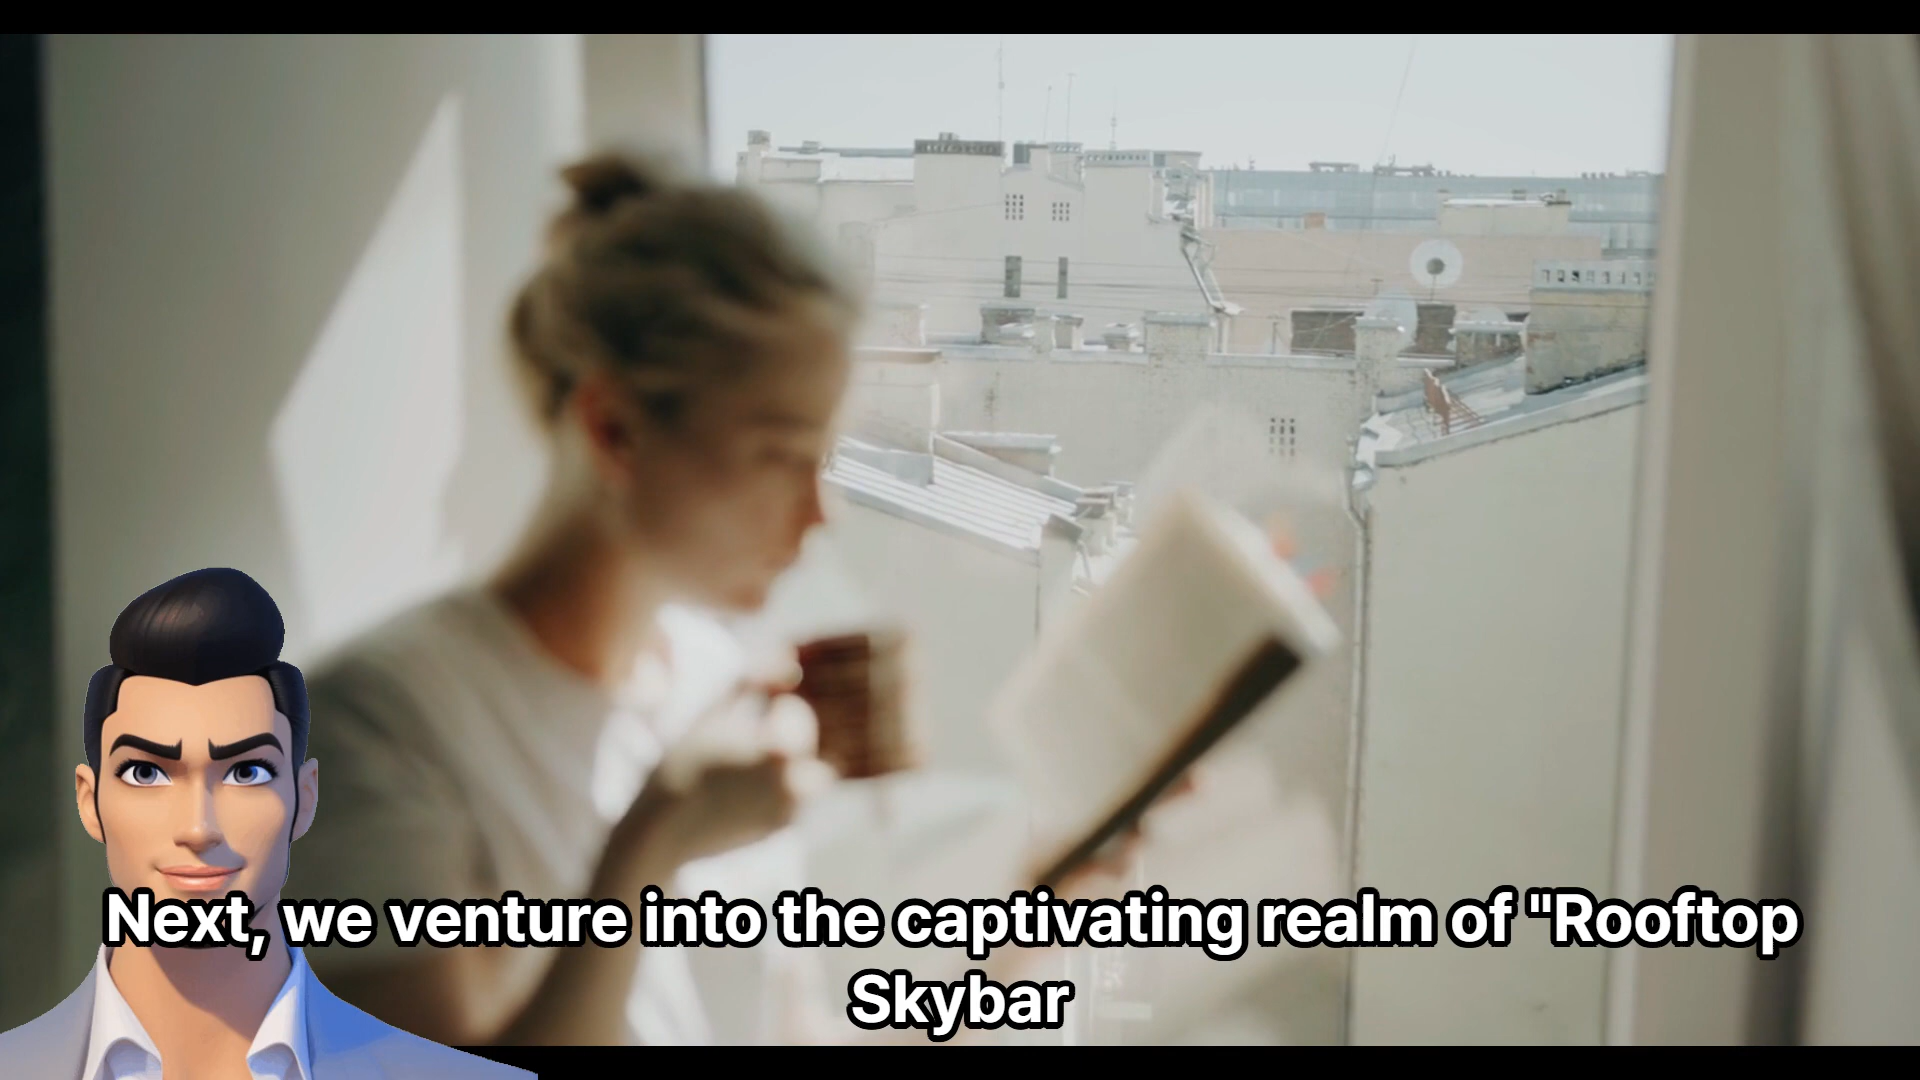 Next, we venture into the captivating realm of "Rooftop
Skybar